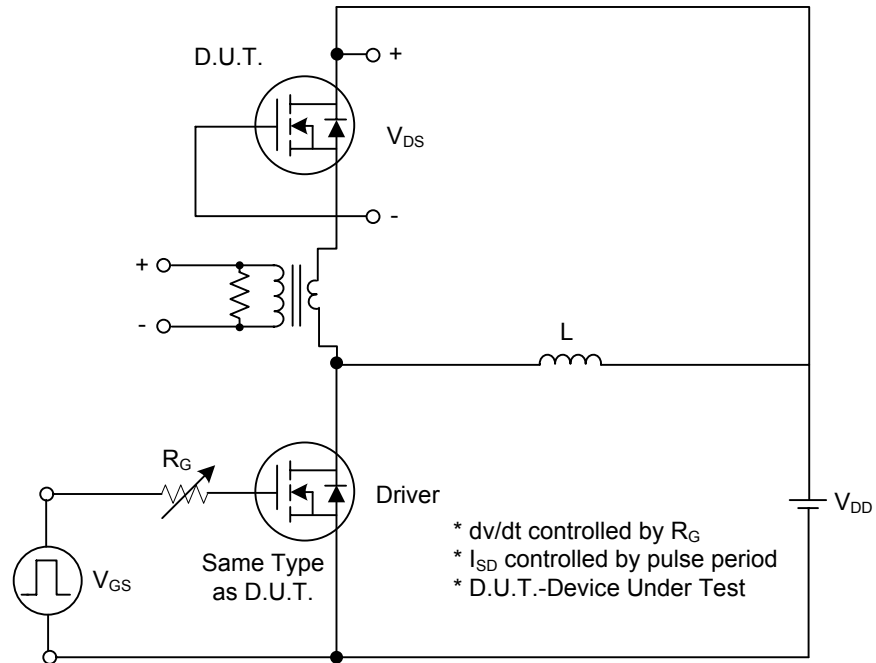 D.U.T.
+
V_DS
-
+
-
L
R_G
Driver
V_DD
* dv/dt controlled by R_G
* I_SD controlled by pulse period
* D.U.T.-Device Under Test
V_GS
Same Type
as D.U.T.